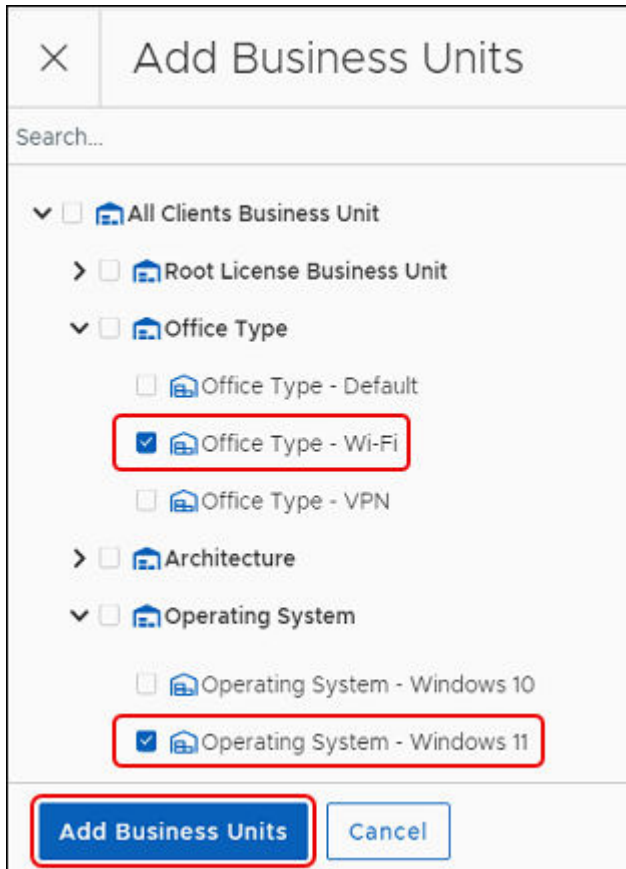 Add Business Units
Search...
All Clients Business Unit
Root License Business Unit
Office Type
Office Type - Default
Office Type - Wi-Fi
Office Type - VPN
Architecture
Operating System
Operating System - Windows 10
Operating System - Windows 11
Add Business Units
Cancel